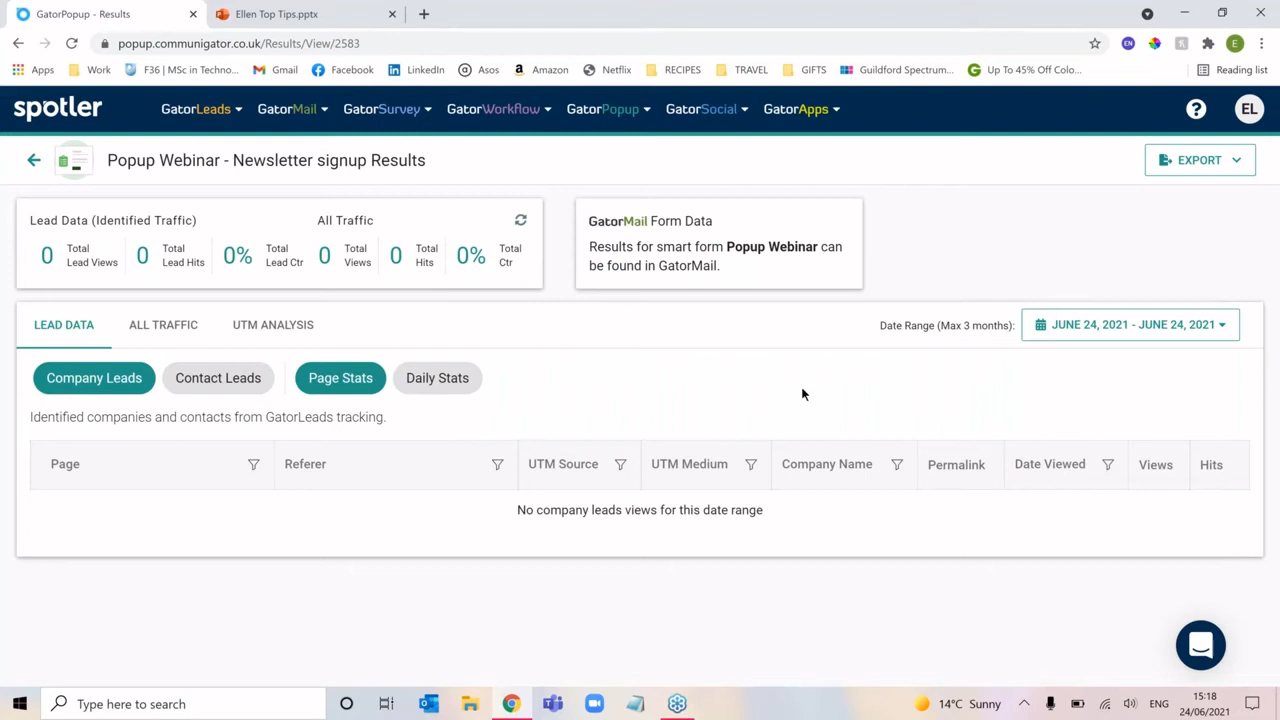 GatorPopup - Results
Ellen Top Tips.pptx
popup.communigator.co.uk/Results/View/2583
EN
E
Apps
Work
F36 | MSc in Techno...
Gmail
Facebook
LinkedIn
Asos
Amazon
Netflix
RECIPES
TRAVEL
GIFTS
Guildford Spectrum...
Up To 45% Off Colo...
Reading list
spotler
GatorLeads
GatorMail
GatorSurvey
GatorWorkflow
GatorPopup
GatorSocial
GatorApps
?
EL
Popup Webinar - Newsletter signup Results
EXPORT
Lead Data (Identified Traffic)
All Traffic
0 Total Lead Views
0 Total Lead Hits
0% Total Lead Ctr
0 Total Views
0 Total Hits
0% Total Ctr
GatorMail Form Data
Results for smart form Popup Webinar can
be found in GatorMail.
LEAD DATA
ALL TRAFFIC
UTM ANALYSIS
Date Range (Max 3 months):
JUNE 24, 2021 - JUNE 24, 2021
Company Leads
Contact Leads
Page Stats
Daily Stats
Identified companies and contacts from GatorLeads tracking.
Page
Referer
UTM Source
UTM Medium
Company Name
Permalink
Date Viewed
Views
Hits
No company leads views for this date range
Type here to search
14°C Sunny
ENG
15:18
24/06/2021